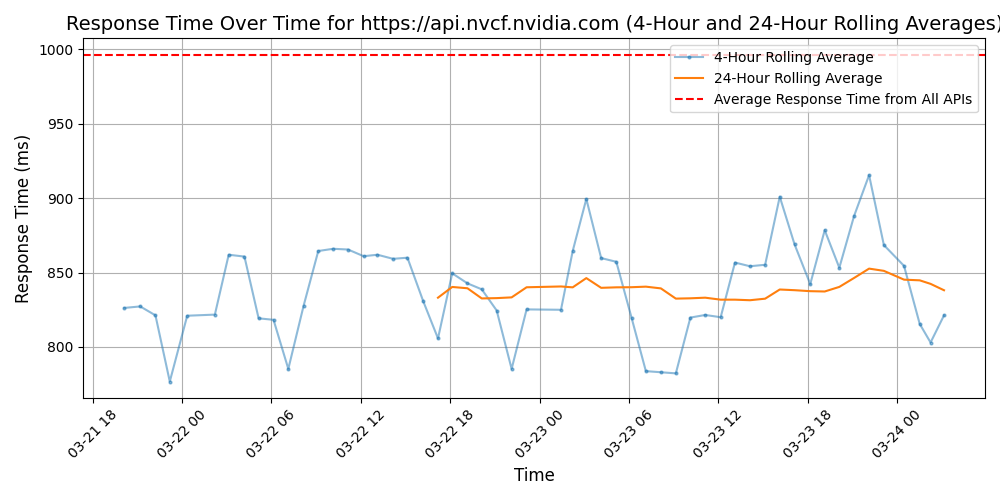 Response Time Over Time for https://api.nvcf.nvidia.com (4-Hour and 24-Hour Rolling Averages)
4-Hour Rolling Average
24-Hour Rolling Average
Average Response Time from All APIs
Response Time (ms)
1000
950
900
850
800
03-21 18
03-22 00
03-22 06
03-22 12
03-22 18
03-23 00
03-23 06
03-23 12
03-23 18
03-24 00
Time